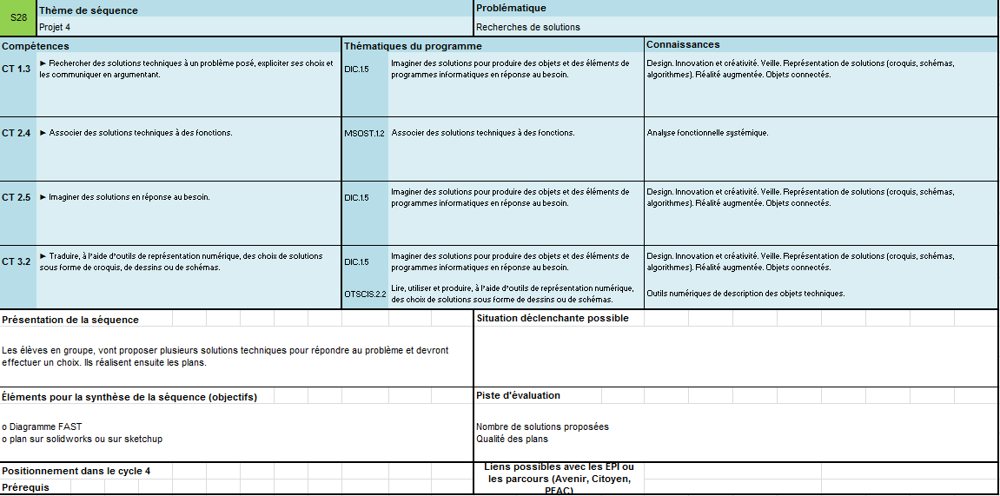 S28
Thème de séquence
Problématique
Projet 4
Recherches de solutions
Compétences
Thématiques du programme
Connaissances
CT 1.3
► Rechercher des solutions techniques à un problème posé, expliciter ses choix et
les communiquer en argumentant.
DIC.1.5
Imaginer des solutions pour produire des objets et des éléments de
programmes informatiques en réponse au besoin.
Design. Innovation et créativité. Veille. Représentation de solutions (croquis, schémas,
algorithmes). Réalité augmentée. Objets connectés.
CT 2.4
► Associer des solutions techniques à des fonctions.
MSOST.1.2
Associer des solutions techniques à des fonctions.
Analyse fonctionnelle systémique.
CT 2.5
► Imaginer des solutions en réponse au besoin.
DIC.1.5
Imaginer des solutions pour produire des objets et des éléments de
programmes informatiques en réponse au besoin.
Design. Innovation et créativité. Veille. Représentation de solutions (croquis, schémas,
algorithmes). Réalité augmentée. Objets connectés.
CT 3.2
► Traduire, à l'aide d'outils de représentation numérique, des choix de solutions
sous forme de croquis, de dessins ou de schémas.
DIC.1.5
Imaginer des solutions pour produire des objets et des éléments de
programmes informatiques en réponse au besoin.
Design. Innovation et créativité. Veille. Représentation de solutions (croquis, schémas,
algorithmes). Réalité augmentée. Objets connectés.
OTSCIS.2.2
Lire, utiliser et produire, à l'aide d'outils de représentation numérique,
des choix de solutions sous forme de dessins ou de schémas.
Outils numériques de description des objets techniques.
Présentation de la séquence
Situation déclenchante possible
Les élèves en groupe, vont proposer plusieurs solutions techniques pour répondre au problème et devront
effectuer un choix. Ils réalisent ensuite les plans.
Éléments pour la synthèse de la séquence (objectifs)
Piste d'évaluation
o Diagramme FAST
o plan sur solidworks ou sur sketchup
Nombre de solutions proposées
Qualité des plans
Positionnement dans le cycle 4
Liens possibles avec les EPI ou
les parcours (Avenir, Citoyen,
PEAC)
Prérequis